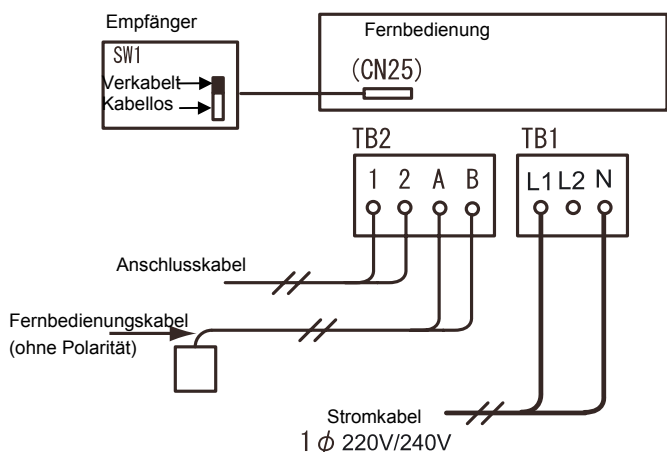 Empfänger
Fernbedienung
SW1
Verkabelt
Kabellos
(CN25)
TB2
TB1
1 2 A B
L1 L2 N
Anschlusskabel
Fernbedienungskabel
(ohne Polarität)
Stromkabel
1 ϕ 220V/240V